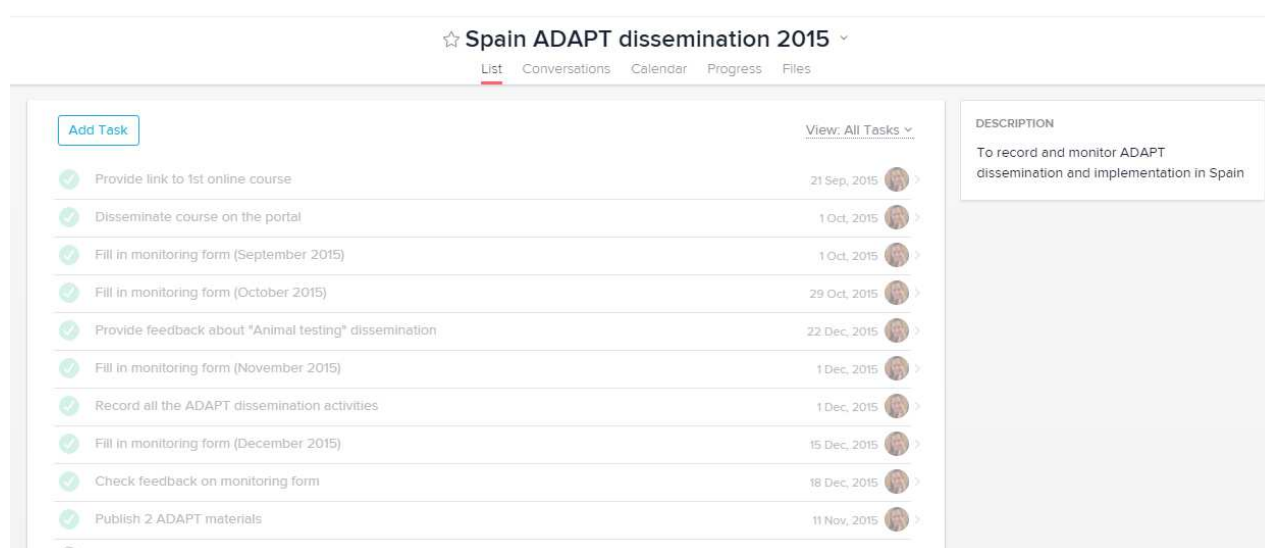 Spain ADAPT dissemination 2015
List Conversations Calendar Progress Files
Add Task
View: All Tasks
Provide link to 1st online course 21 Sep, 2015
Disseminate course on the portal 1 Oct, 2015
Fill in monitoring form (September 2015) 1 Oct, 2015
Fill in monitoring form (October 2015) 29 Oct, 2015
Provide feedback about "Animal testing" dissemination 22 Dec, 2015
Fill in monitoring form (November 2015) 1 Dec, 2015
Record all the ADAPT dissemination activities 1 Dec, 2015
Fill in monitoring form (December 2015) 15 Dec, 2015
Check feedback on monitoring form 18 Dec, 2015
Publish 2 ADAPT materials 11 Nov, 2015
DESCRIPTION
To record and monitor ADAPT
dissemination and implementation in Spain